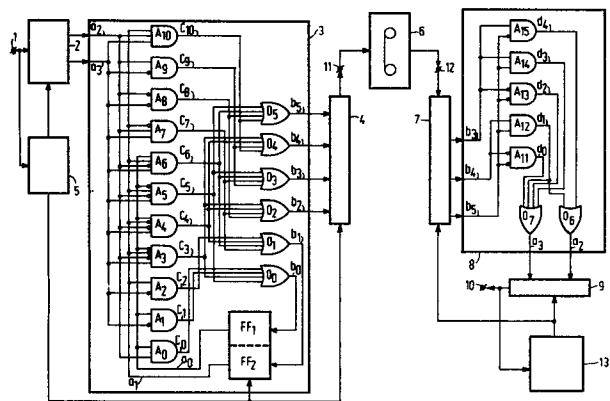 1
2
a2
a3
5
A10
C10
A9
C9
A8
C8
A7
C7
A6
C6
A5
C5
A4
C4
A3
C3
A2
C2
A1
C1
A0
C0
a0
a1
O5
b5
O4
b4
O3
b3
O2
b2
O1
b1
O0
b0
FF1
FF2
3
4
11
6
12
7
b3
b4
b5
A15
d4
A14
d3
A13
d2
A12
d1
A11
d0
O7
O6
a3
a2
8
9
10
13